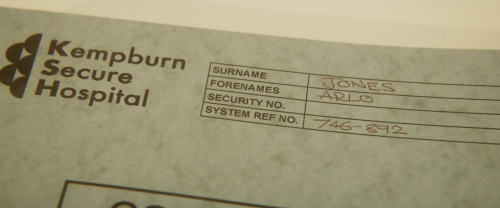 Kempburn
Secure
Hospital
SURNAME JONES
FORENAMES ARLO
SECURITY NO.
SYSTEM REF NO. 746-892